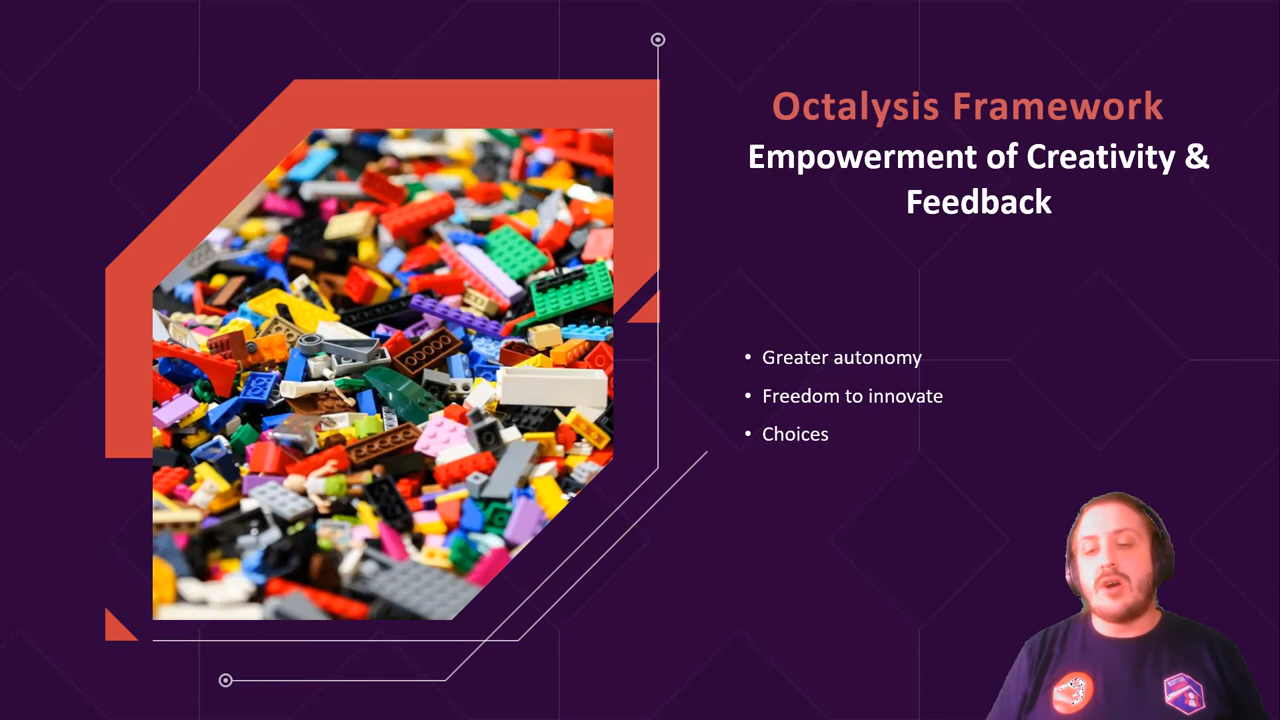 Octalysis Framework
Empowerment of Creativity &
Feedback
• Greater autonomy
• Freedom to innovate
• Choices